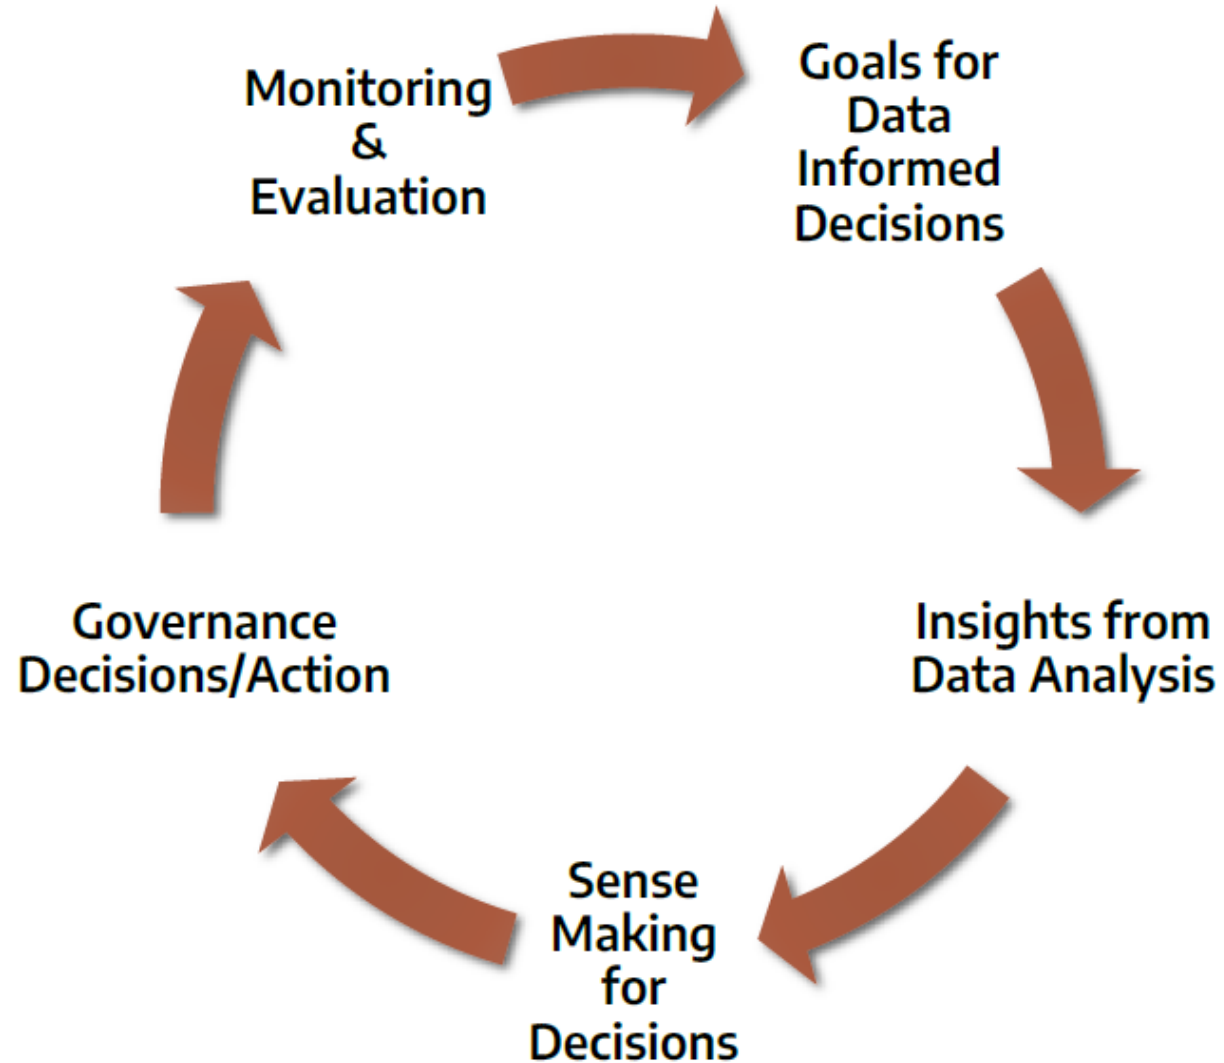 Monitoring
&
Evaluation
Goals for
Data
Informed
Decisions
Insights from
Data Analysis
Sense
Making
for
Decisions
Governance
Decisions/Action